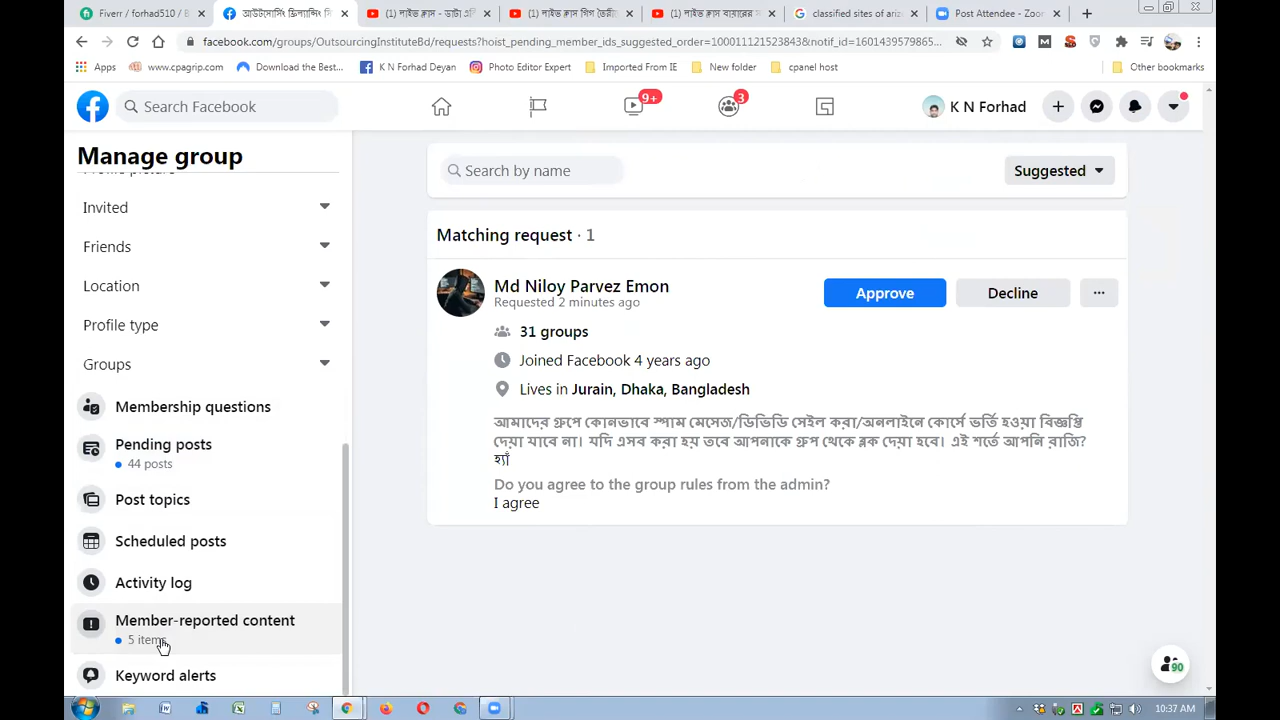 Fiverr / forhad510 / B
আউটসোর্সিং ফ্রিল্যান্সিং নি
(1) লাইভ ক্লাস - ডাটা এন্ট্রি
(1) লাইভ ক্লাস গিগ তৈরী
(1) লাইভ ক্লাস বায়ারের স
classified sites of ariz
Post Attendee - Zoo
facebook.com/groups/OutsourcingInstituteBd/requests?hoist_pending_member_ids_suggested_order=100011121523843&notif_id=1601439579865...
Apps
www.cpagrip.com
Download the Best...
K N Forhad Deyan
Photo Editor Expert
Imported From IE
New folder
cpanel host
Other bookmarks
Search Facebook
9+
3
K N Forhad
Manage group
Profile picture
Invited
Friends
Location
Profile type
Groups
Membership questions
Pending posts
44 posts
Post topics
Scheduled posts
Activity log
Member-reported content
5 items
Keyword alerts
Search by name
Suggested
Matching request · 1
Md Niloy Parvez Emon
Requested 2 minutes ago
Approve
Decline
31 groups
Joined Facebook 4 years ago
Lives in Jurain, Dhaka, Bangladesh
আমাদের গ্রুপে কোনভাবে স্পাম মেসেজ/ডিভিডি সেইল করা/অনলাইনে কোর্সে ভর্তি হওয়া বিজ্ঞপ্তি
দেয়া যাবে না। যদি এসব করা হয় তবে আপনাকে গ্রুপ থেকে ব্লক দেয়া হবে। এই শর্তে আপনি রাজি?
হ্যাঁ
Do you agree to the group rules from the admin?
I agree
90
10:37 AM